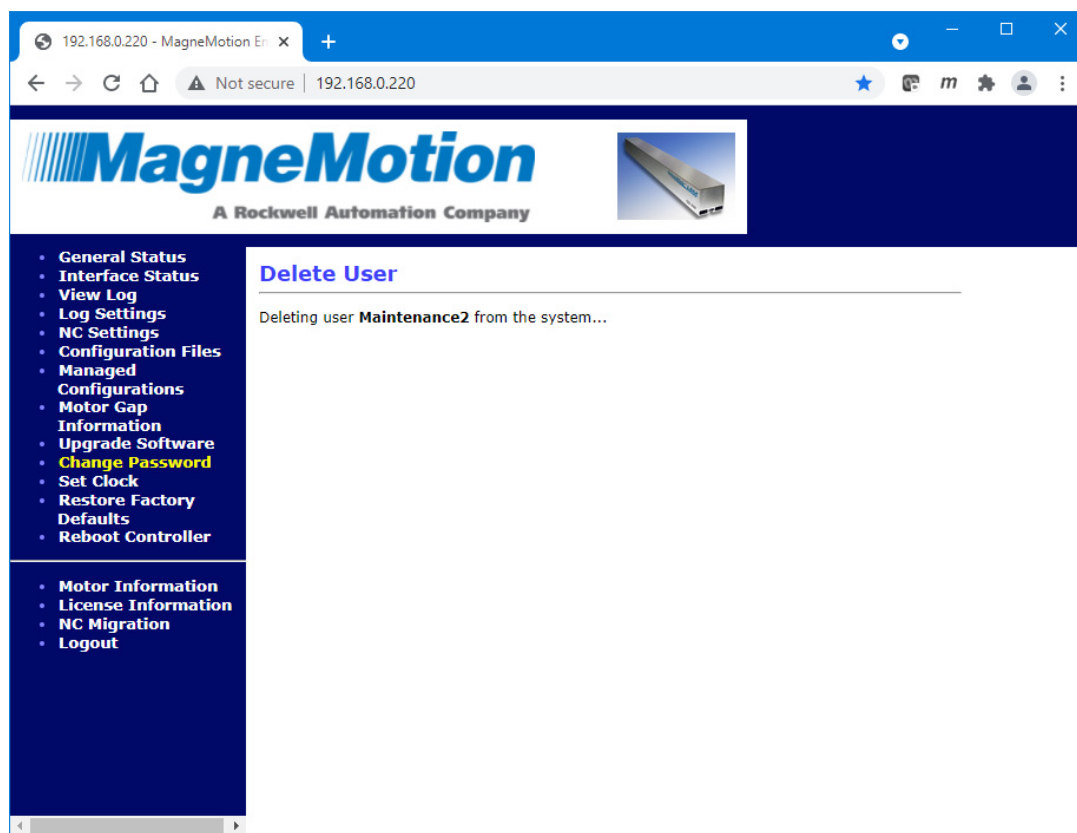 192.168.0.220 - MagneMotion En
Not secure | 192.168.0.220
m
MagneMotion
A Rockwell Automation Company
General Status
Interface Status
View Log
Log Settings
NC Settings
Configuration Files
Managed
Configurations
Motor Gap
Information
Upgrade Software
Change Password
Set Clock
Restore Factory
Defaults
Reboot Controller
Motor Information
License Information
NC Migration
Logout
Delete User
Deleting user Maintenance2 from the system...